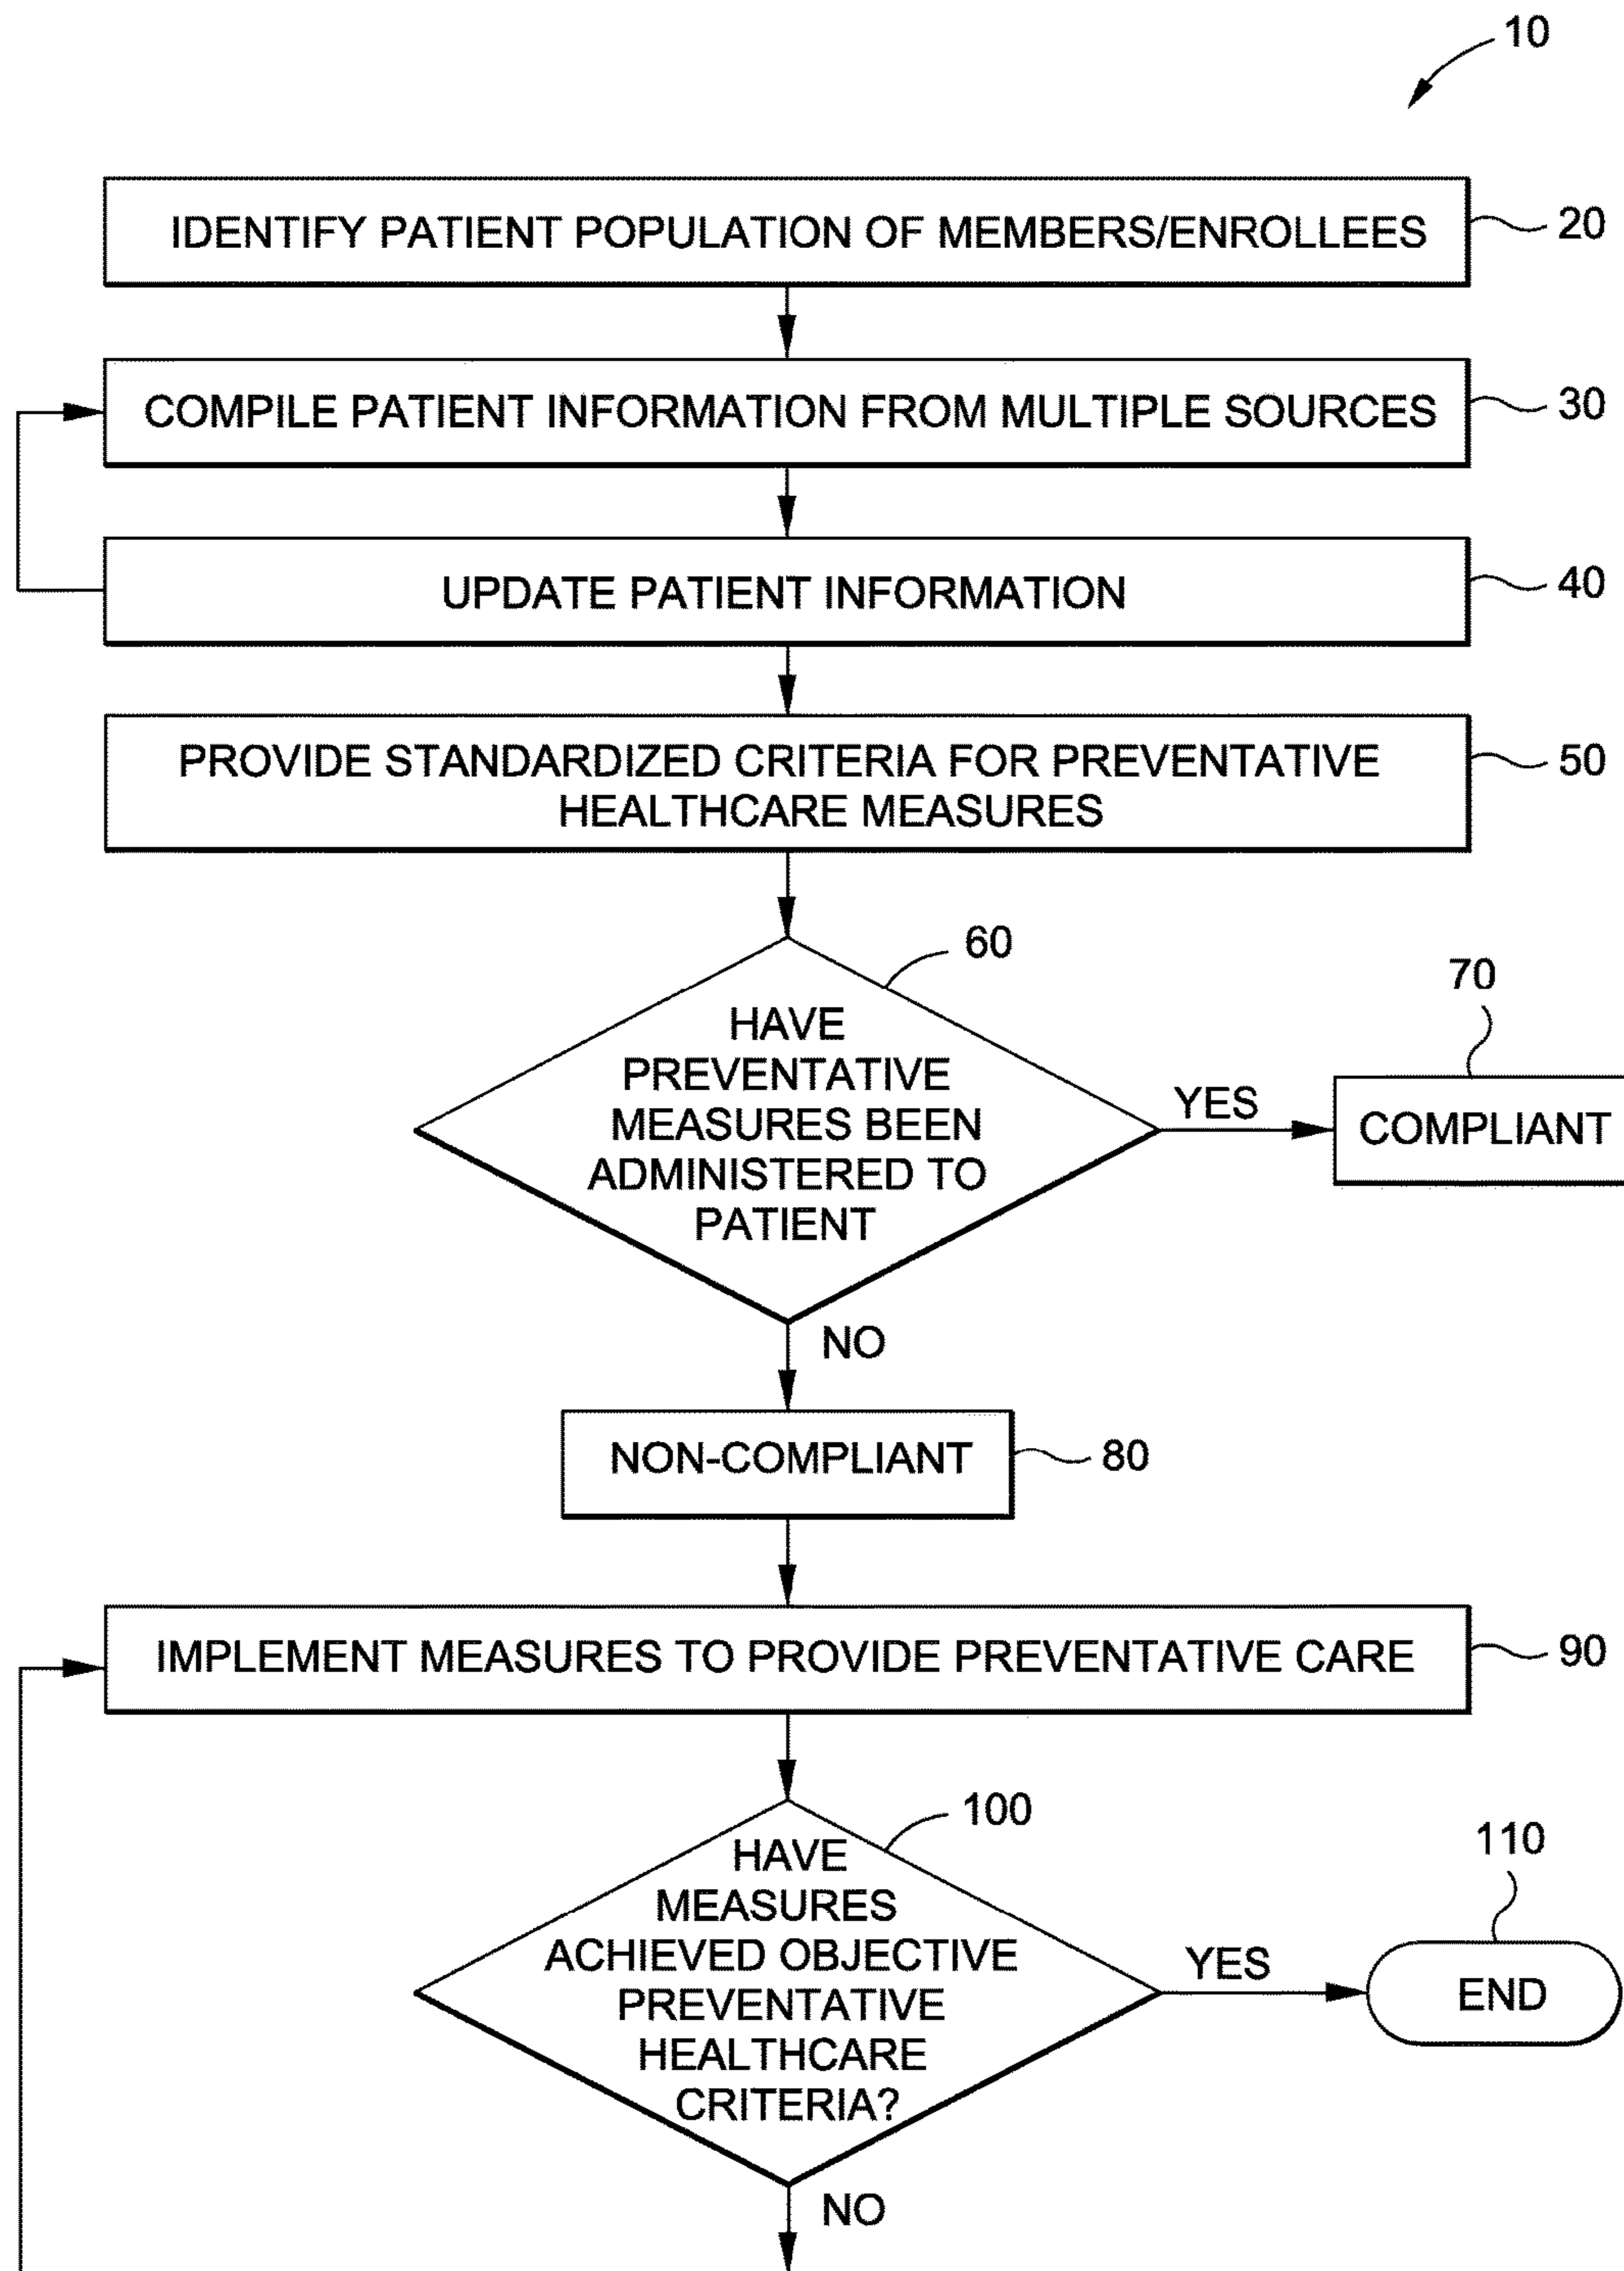 10
IDENTIFY PATIENT POPULATION OF MEMBERS/ENROLLEES
20
COMPILE PATIENT INFORMATION FROM MULTIPLE SOURCES
30
UPDATE PATIENT INFORMATION
40
PROVIDE STANDARDIZED CRITERIA FOR PREVENTATIVE
HEALTHCARE MEASURES
50
60
HAVE
PREVENTATIVE
MEASURES BEEN
ADMINISTERED TO
PATIENT
YES
70
COMPLIANT
NO
NON-COMPLIANT
80
IMPLEMENT MEASURES TO PROVIDE PREVENTATIVE CARE
90
100
HAVE
MEASURES
ACHIEVED OBJECTIVE
PREVENTATIVE
HEALTHCARE
CRITERIA?
YES
110
END
NO